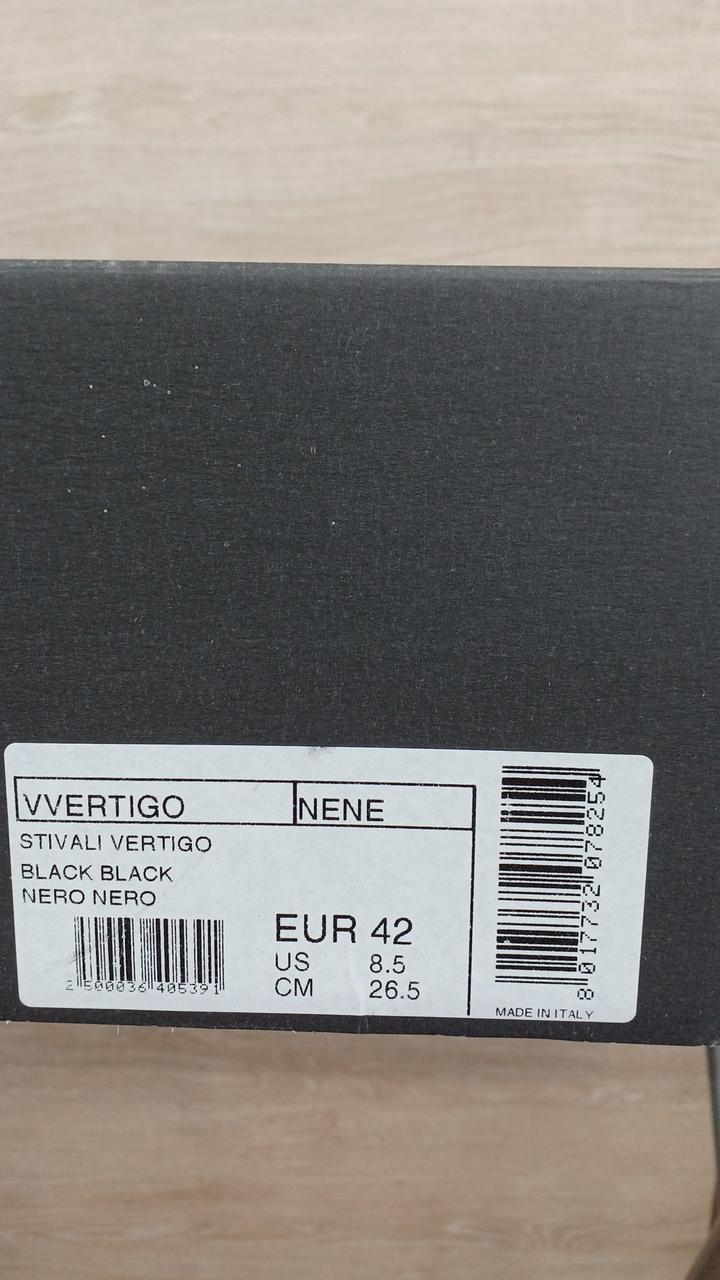 VVERTIGO NENE
STIVALI VERTIGO
BLACK BLACK
NERO NERO
EUR 42
US 8.5
CM 26.5
2 500036 405391
8 017732 078254
MADE IN ITALY